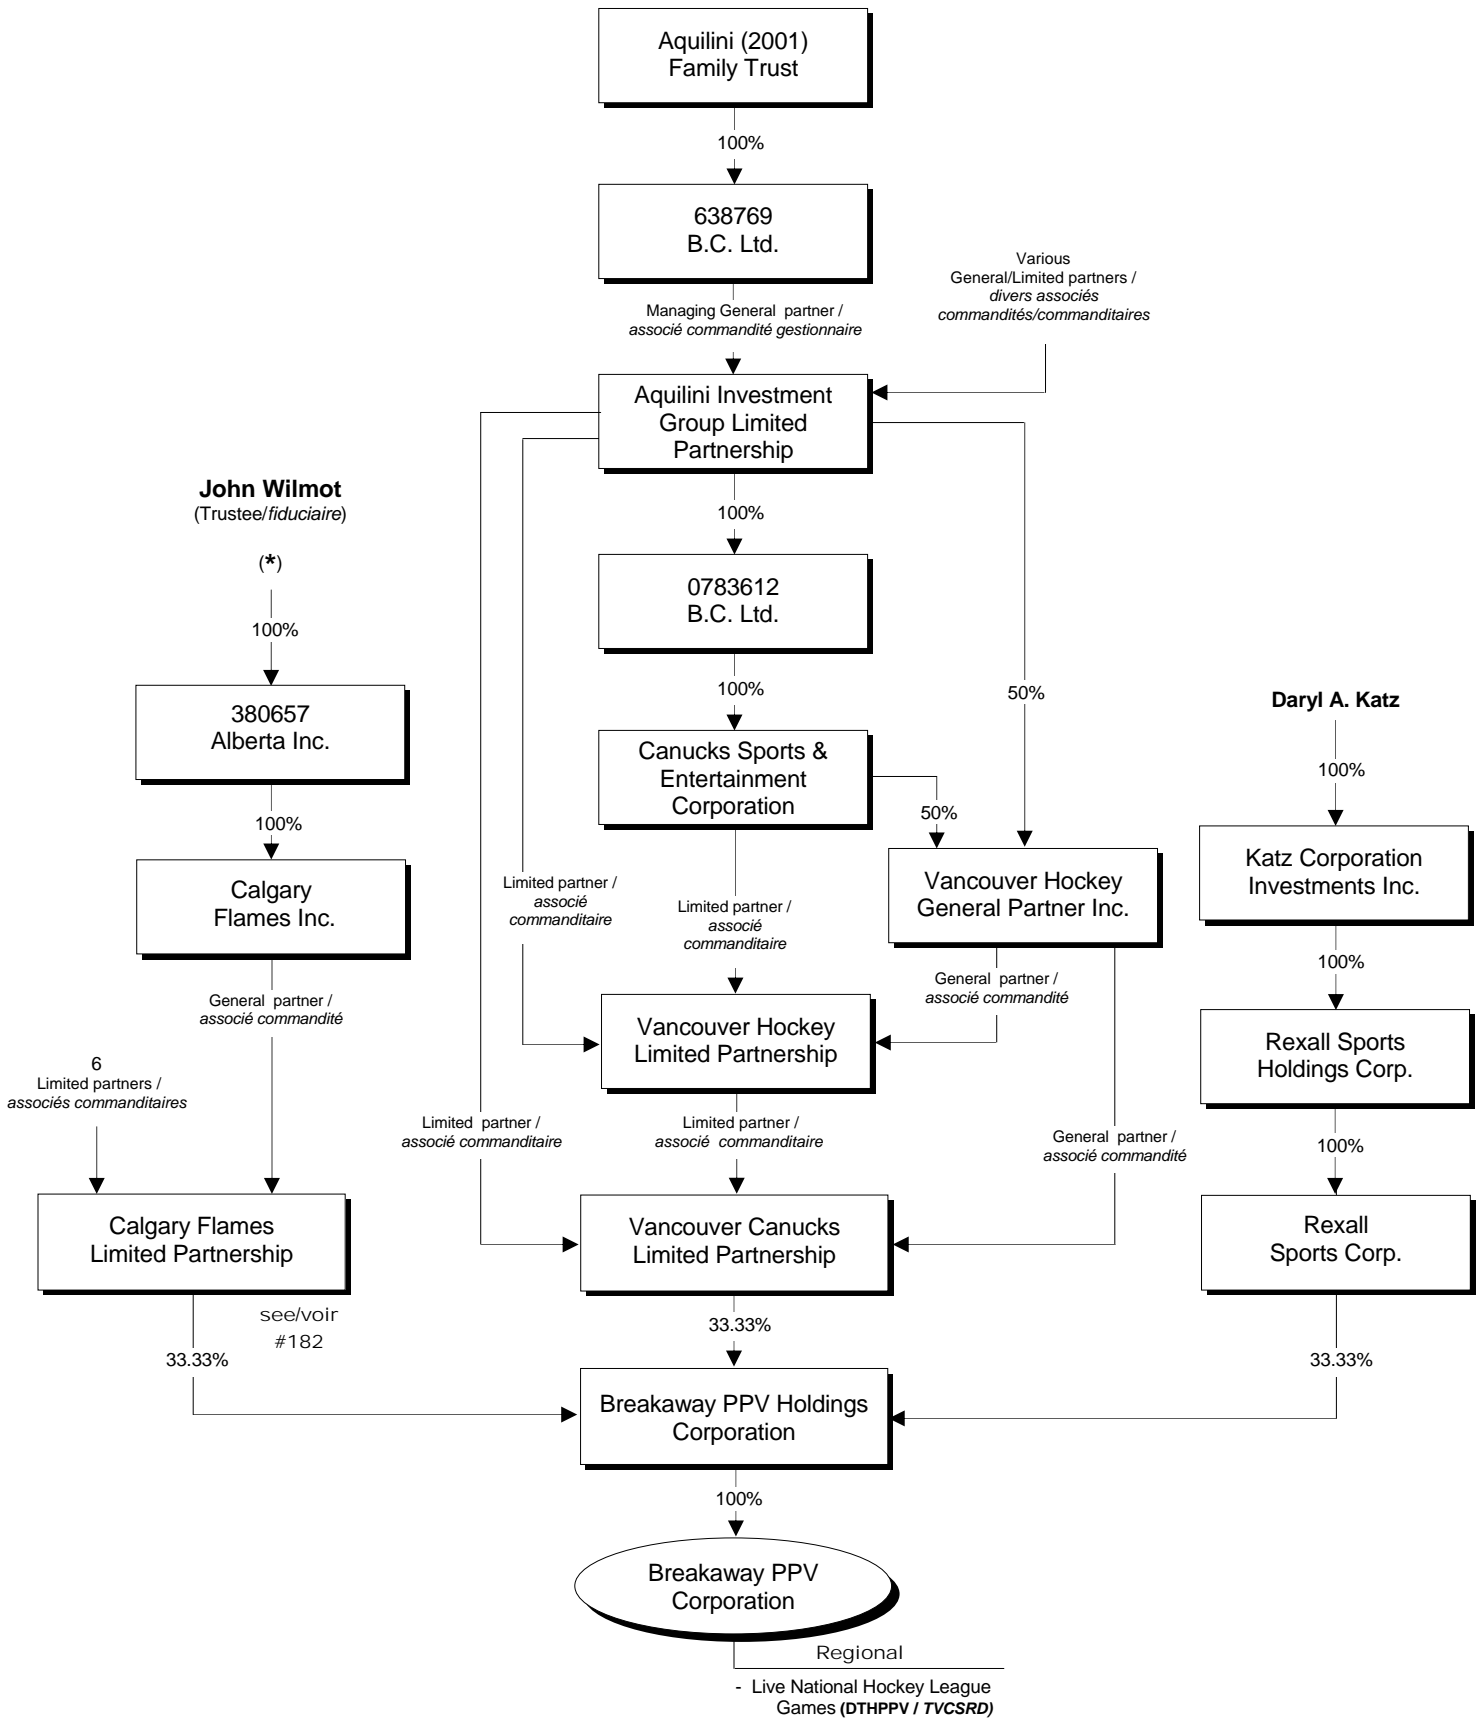 Aquilini (2001)
Family Trust
100%
638769
B.C. Ltd.
Various
General/Limited partners /
divers associés
commandités/commanditaires
Managing General partner /
associé commandité gestionnaire
Aquilini Investment
Group Limited
Partnership
John Wilmot
(Trustee/fiduciaire)
(*)
100%
100%
0783612
B.C. Ltd.
100%
50%
380657
Alberta Inc.
Daryl A. Katz
100%
Canucks Sports &
Entertainment
Corporation
50%
100%
Calgary
Flames Inc.
Limited partner /
associé
commanditaire
Limited partner /
associé
commanditaire
Vancouver Hockey
General Partner Inc.
Katz Corporation
Investments Inc.
100%
General partner /
associé commandité
General partner /
associé commandité
Vancouver Hockey
Limited Partnership
Rexall Sports
Holdings Corp.
6
Limited partners /
associés commanditaires
Limited partner /
associé commanditaire
Limited partner /
associé commanditaire
General partner /
associé commandité
100%
Calgary Flames
Limited Partnership
Vancouver Canucks
Limited Partnership
Rexall
Sports Corp.
see/voir
#182
33.33%
33.33%
33.33%
Breakaway PPV Holdings
Corporation
100%
Breakaway PPV
Corporation
Regional
- Live National Hockey League
Games (DTHPPV / TVCSRD)